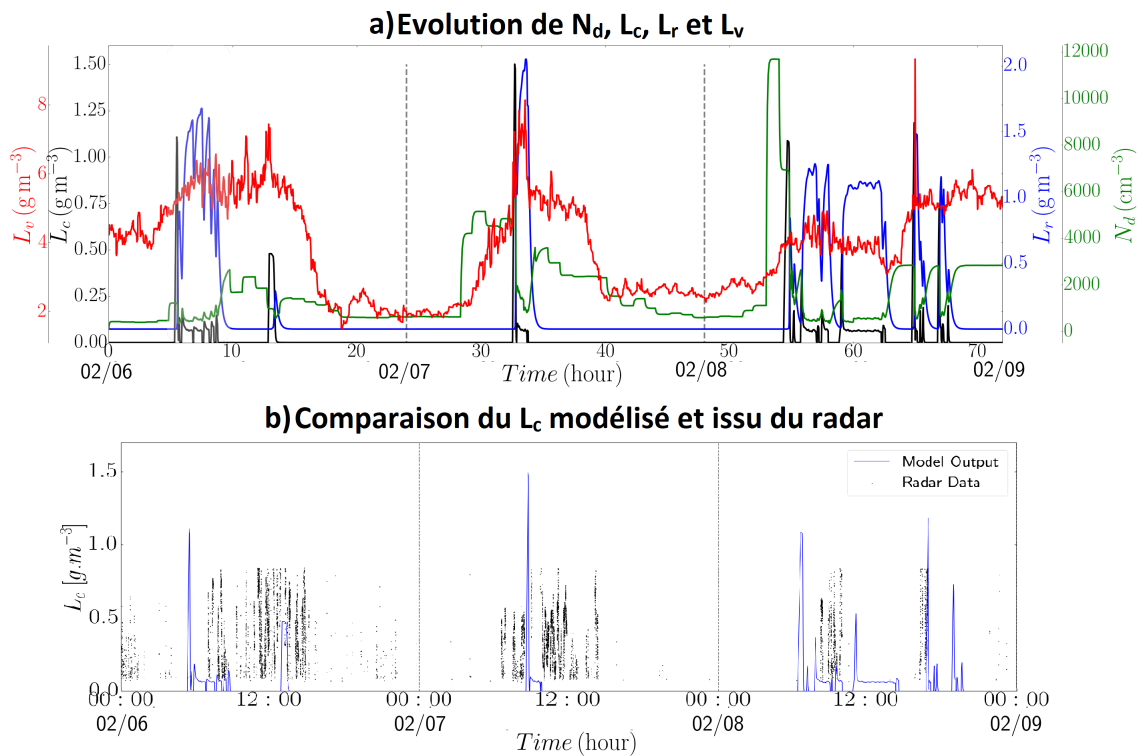 a) Evolution de N_d, L_c, L_r et L_v
L_v (g m^{-3})
8
6
4
2
L_c (g m^{-3})
1.50
1.25
1.00
0.75
0.50
0.25
0.00
2.0
1.5
1.0
0.5
0.0
L_r (g m^{-3})
12000
10000
8000
6000
4000
2000
0
N_d (cm^{-3})
0 10 20 30 40 50 60 70
02/06 02/07 02/08 02/09
Time (hour)
b) Comparaison du L_c modélisé et issu du radar
Model Output
Radar Data
L_c [g.m^{-3}]
1.5
1.0
0.5
0.0
00:00 12:00 00:00 12:00 00:00 12:00 00:00
02/06 02/07 02/08 02/09
Time (hour)